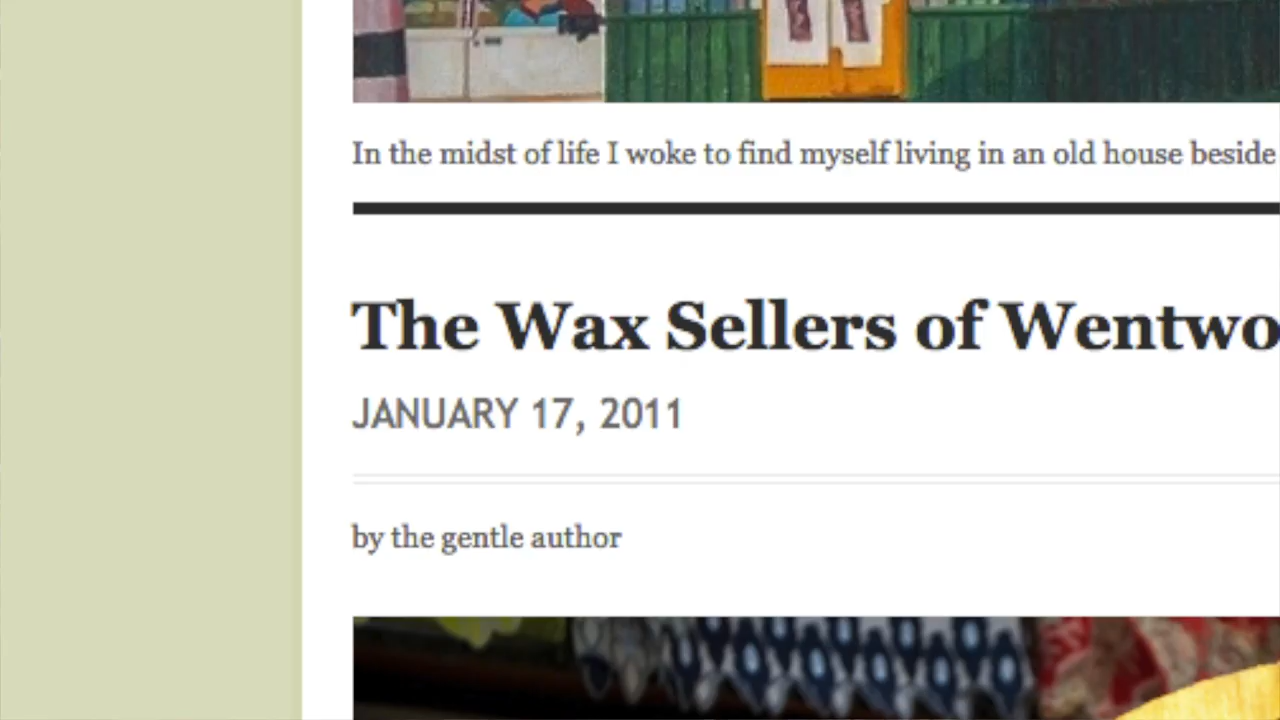 In the midst of life I woke to find myself living in an old house beside
The Wax Sellers of Wentwo
JANUARY 17, 2011
by the gentle author